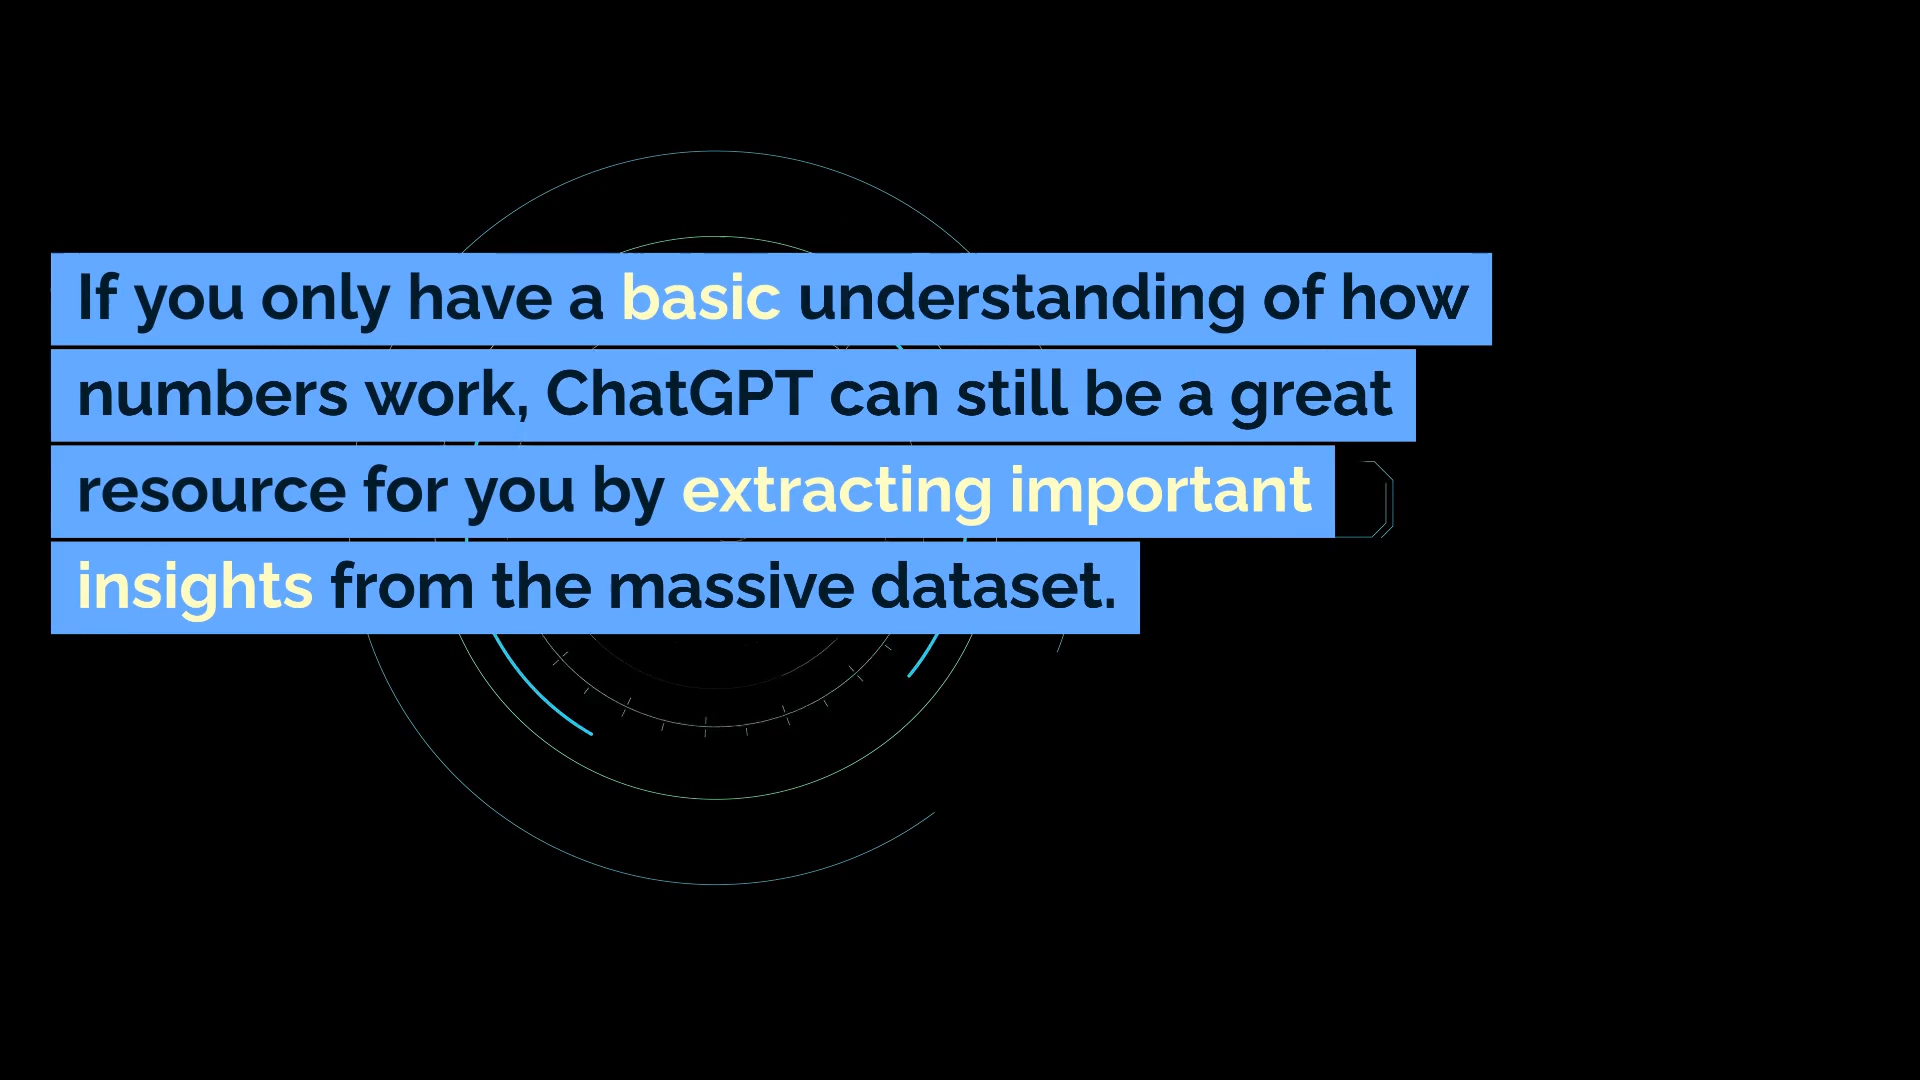 If you only have a basic understanding of how
numbers work, ChatGPT can still be a great
resource for you by extracting important
insights from the massive dataset.